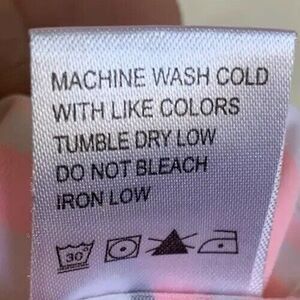 MACHINE WASH COLD
WITH LIKE COLORS
TUMBLE DRY LOW
DO NOT BLEACH
IRON LOW
30°